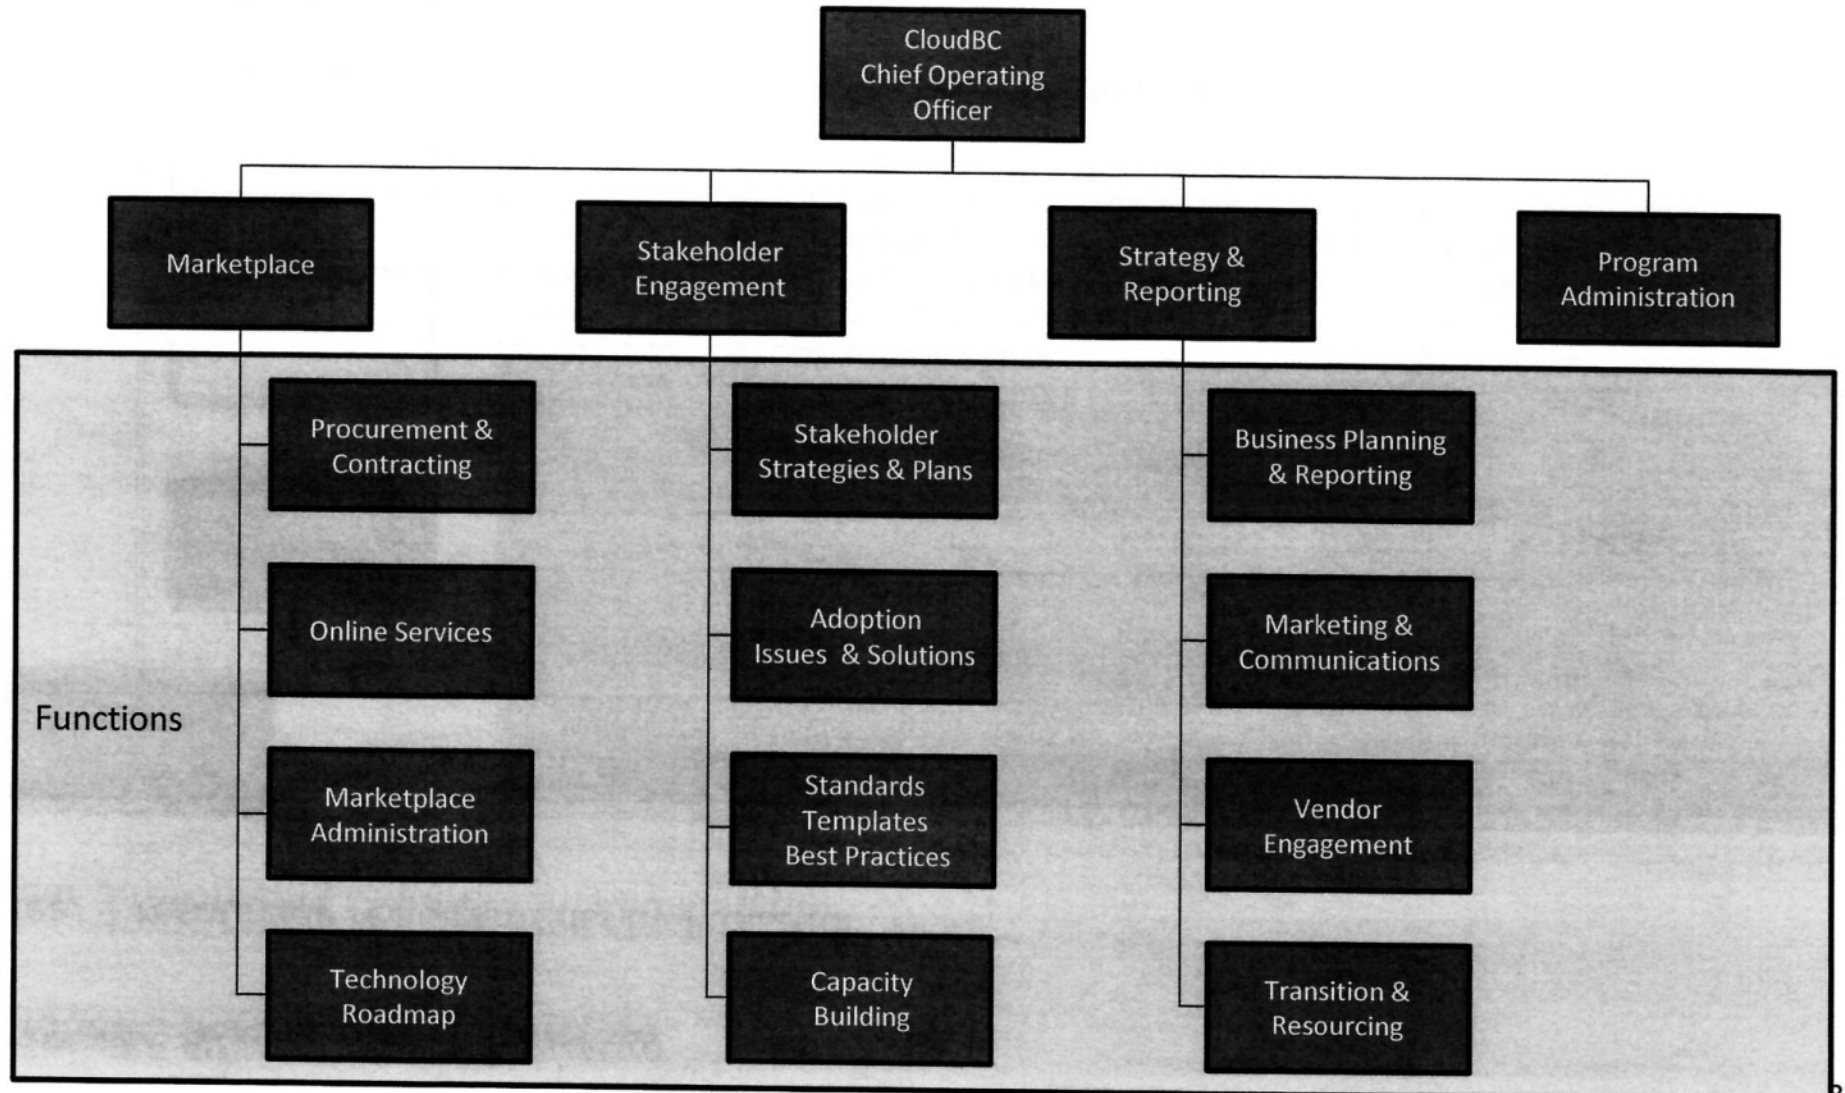 CloudBC
Chief Operating
Officer
Marketplace
Stakeholder
Engagement
Strategy &
Reporting
Program
Administration
Functions
Procurement &
Contracting
Online Services
Marketplace
Administration
Technology
Roadmap
Stakeholder
Strategies & Plans
Adoption
Issues & Solutions
Standards
Templates
Best Practices
Capacity
Building
Business Planning
& Reporting
Marketing &
Communications
Vendor
Engagement
Transition &
Resourcing